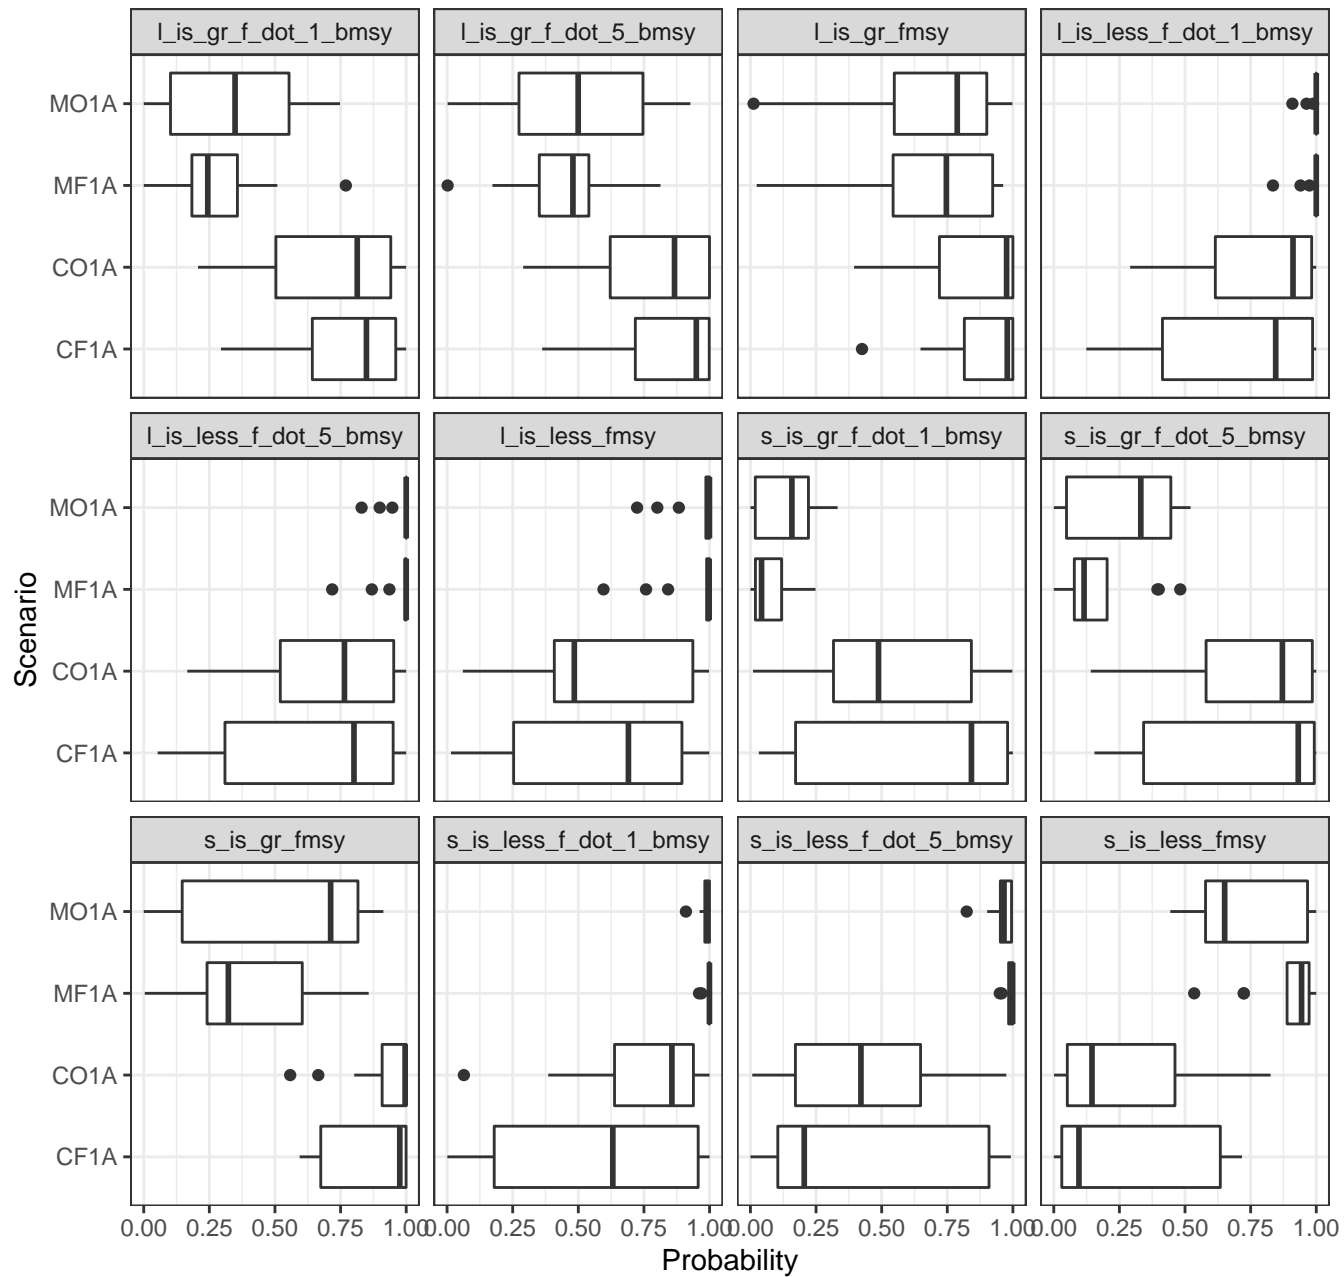 l_is_gr_f_dot_1_bmsy l_is_gr_f_dot_5_bmsy l_is_gr_fmsy l_is_less_f_dot_1_bmsy
MO1A
MF1A
CO1A
CF1A
l_is_less_f_dot_5_bmsy l_is_less_fmsy s_is_gr_f_dot_1_bmsy s_is_gr_f_dot_5_bmsy
MO1A
MF1A
CO1A
CF1A
Scenario
s_is_gr_fmsy s_is_less_f_dot_1_bmsy s_is_less_f_dot_5_bmsy s_is_less_fmsy
MO1A
MF1A
CO1A
CF1A
0.00 0.25 0.50 0.75 1.00 0.00 0.25 0.50 0.75 1.00 0.00 0.25 0.50 0.75 1.00 0.00 0.25 0.50 0.75 1.00
Probability